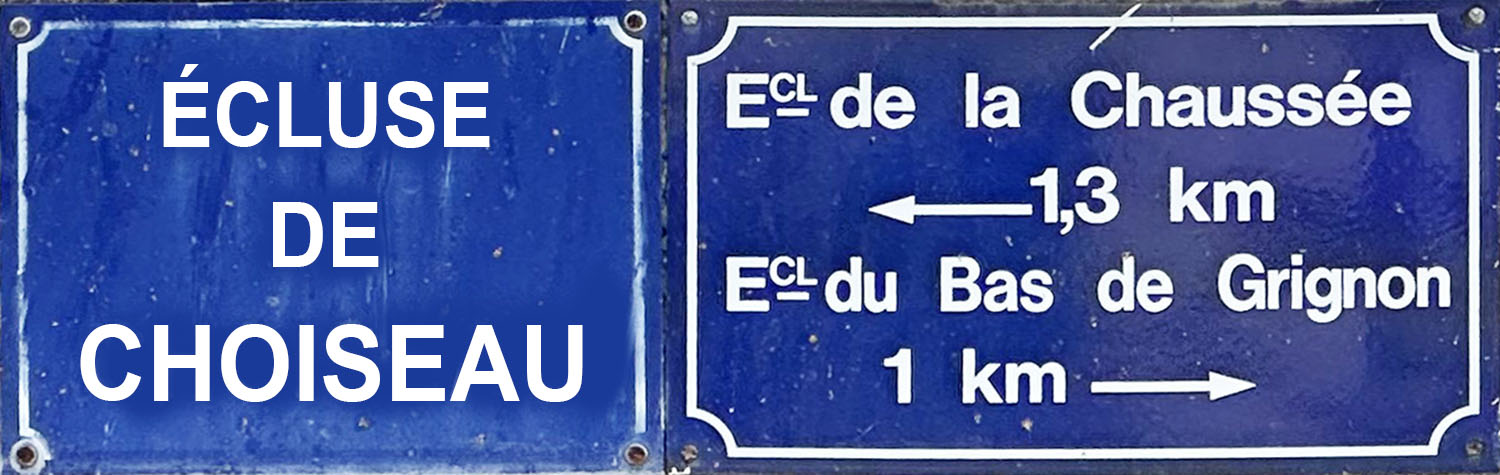 ÉCLUSE
DE
CHOISEAU
Ecl de la Chaussée
← 1,3 km
Ecl du Bas de Grignon
1 km →